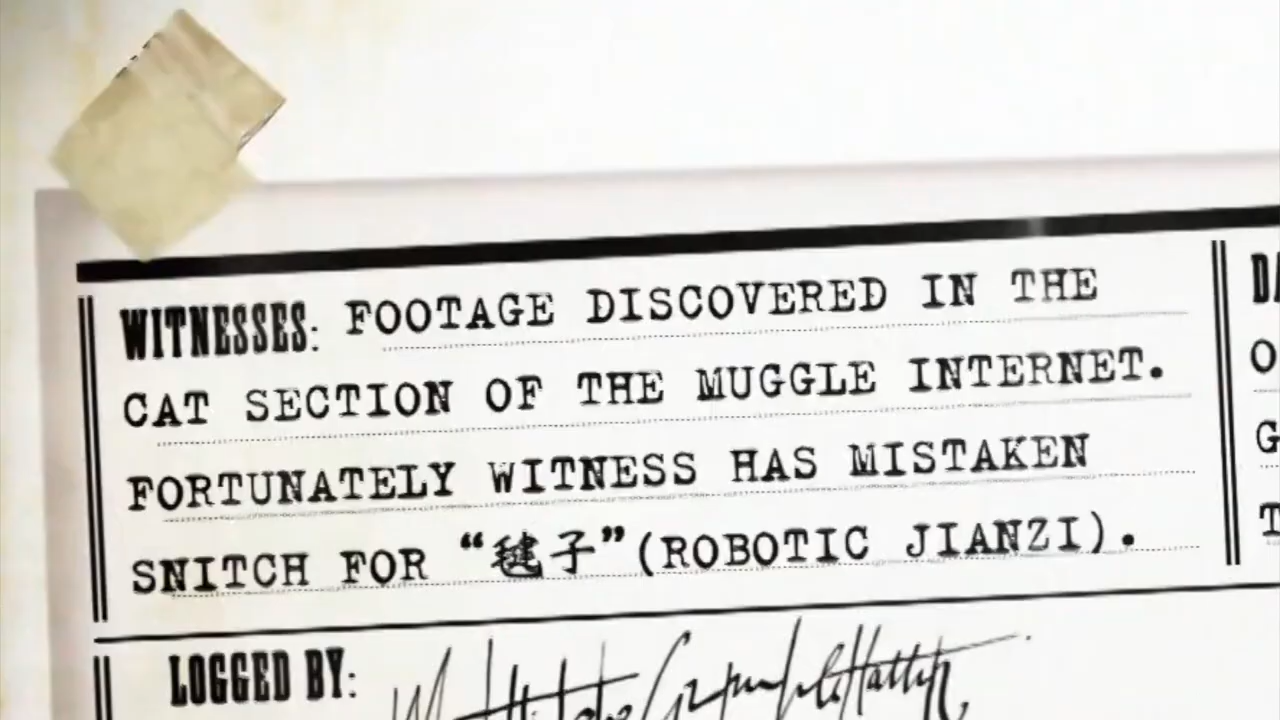 WITNESSES: FOOTAGE DISCOVERED IN THE
CAT SECTION OF THE MUGGLE INTERNET.
FORTUNATELY WITNESS HAS MISTAKEN
SNITCH FOR “毽子”(ROBOTIC JIANZI).
LOGGED BY: